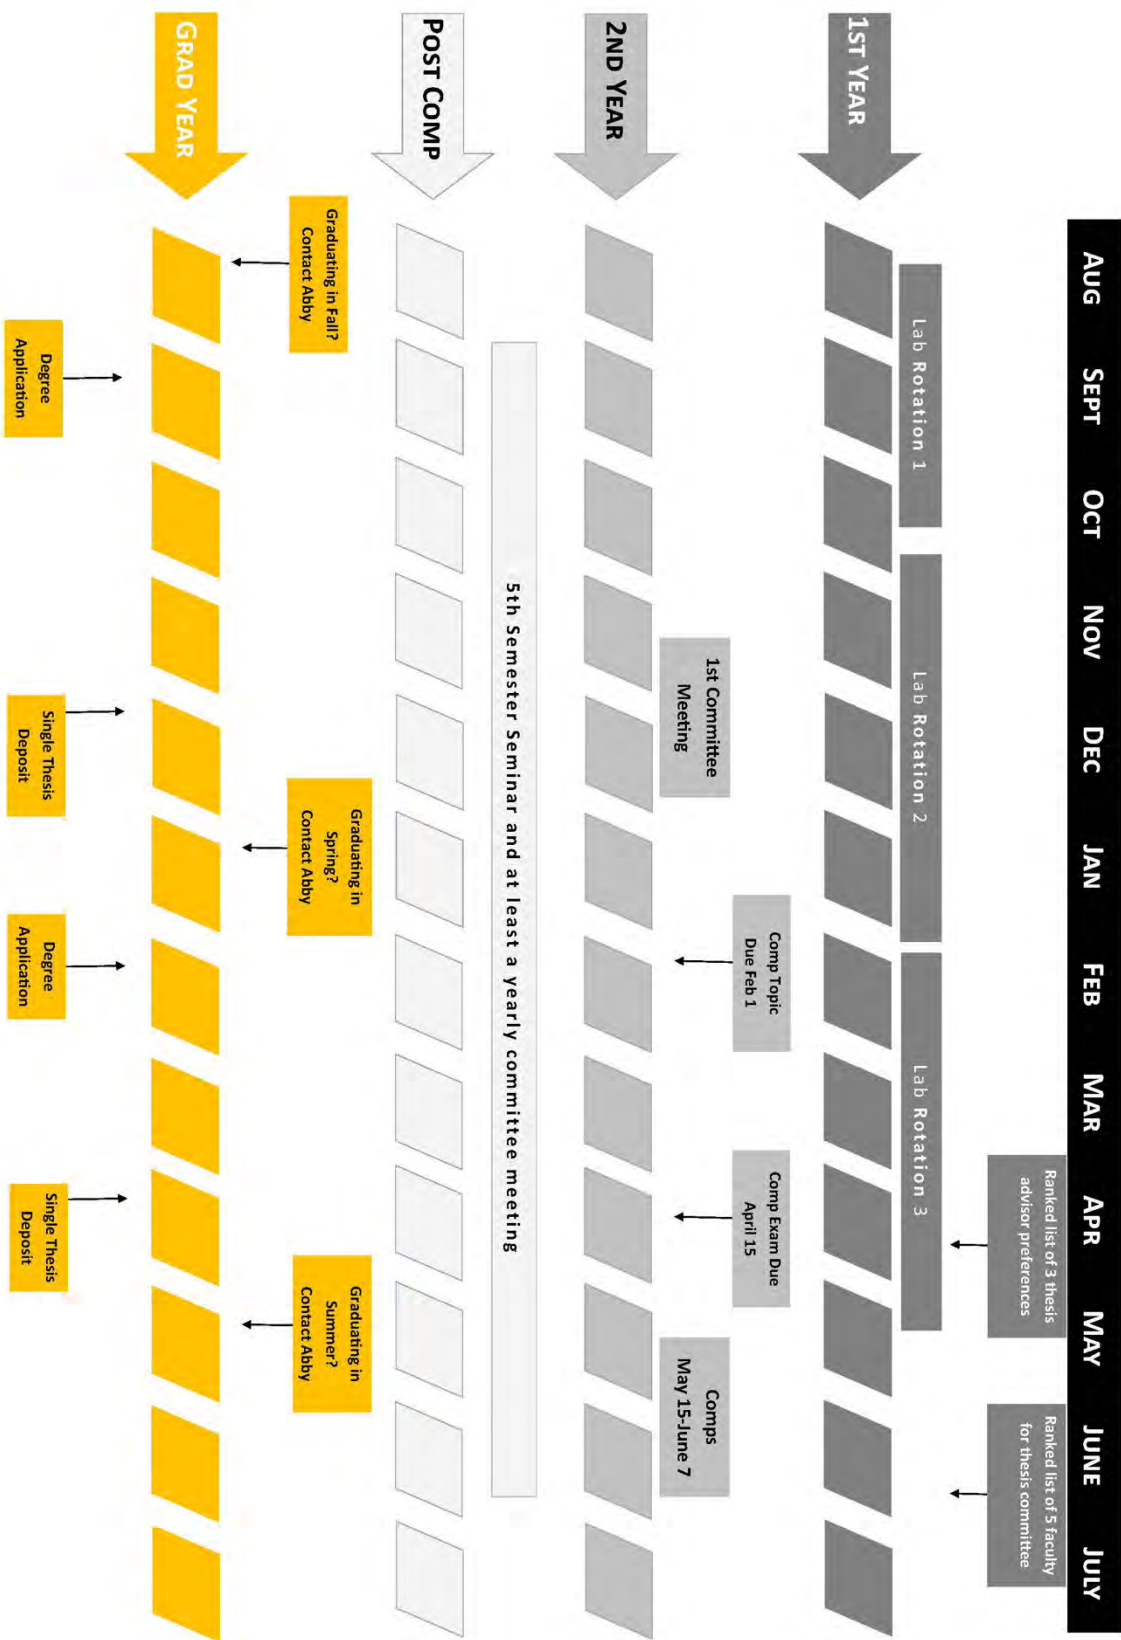 AUG SEPT OCT NOV DEC JAN FEB MAR APR MAY JUNE JULY
Ranked list of 3 thesis
advisor preferences
Ranked list of 5 faculty
for thesis committee
Lab Rotation 1
Lab Rotation 2
Lab Rotation 3
1ST YEAR
Comp Topic
Due Feb 1
Comp Exam Due
April 15
1st Committee
Meeting
Comps
May 15-June 7
2ND YEAR
5th Semester Seminar and at least a yearly committee meeting
POST COMP
Graduating in Fall?
Contact Abby
Graduating in
Spring?
Contact Abby
Graduating in
Summer?
Contact Abby
GRAD YEAR
Degree
Application
Single Thesis
Deposit
Degree
Application
Single Thesis
Deposit